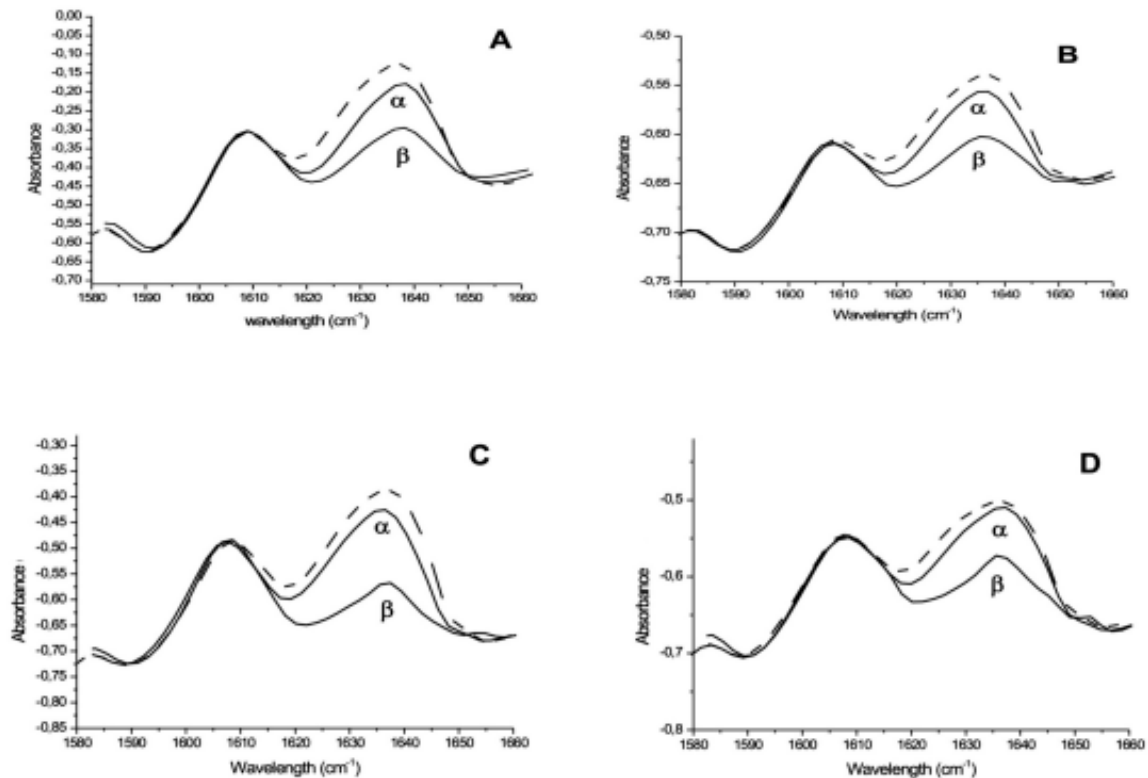 A
0,00
-0,05
-0,10
-0,15
-0,20
-0,25
-0,30
-0,35
-0,40
-0,45
-0,50
-0,55
-0,60
-0,65
-0,70
Absorbance
α
β
1580 1590 1600 1610 1620 1630 1640 1650 1660
wavelength (cm⁻¹)
B
-0,50
-0,55
-0,60
-0,65
-0,70
-0,75
Absorbance
α
β
1580 1590 1600 1610 1620 1630 1640 1650 1660
Wavelength (cm⁻¹)
C
-0,30
-0,35
-0,40
-0,45
-0,50
-0,55
-0,60
-0,65
-0,70
-0,75
-0,80
-0,85
Absorbance
α
β
1580 1590 1600 1610 1620 1630 1640 1650 1660
Wavelength (cm⁻¹)
D
-0,5
-0,6
-0,7
-0,8
Absorbance
α
β
1580 1590 1600 1610 1620 1630 1640 1650 1660
Wavelength (cm⁻¹)